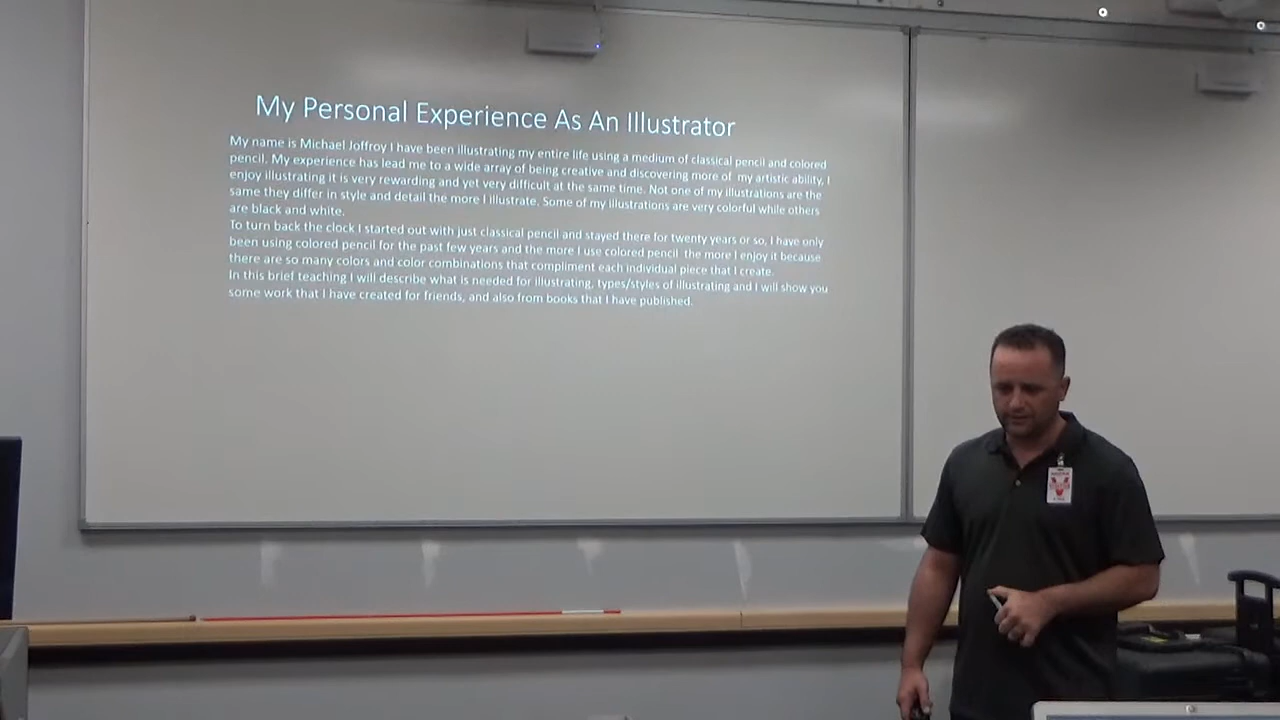 My Personal Experience As An Illustrator
My name is Michael Joffroy I have been illustrating my entire life using a medium of classical pencil and colored
pencil. My experience has lead me to a wide array of being creative and discovering more of my artistic ability, I
enjoy illustrating it is very rewarding and yet very difficult at the same time. Not one of my illustrations are the
same they differ in style and detail the more I illustrate. Some of my illustrations are very colorful while others
are black and white.
To turn back the clock I started out with just classical pencil and stayed there for twenty years or so, I have only
been using colored pencil for the past few years and the more I use colored pencil the more I enjoy it because
there are so many colors and color combinations that compliment each individual piece that I create.
In this brief teaching I will describe what is needed for illustrating, types/styles of illustrating and I will show you
some work that I have created for friends, and also from books that I have published.